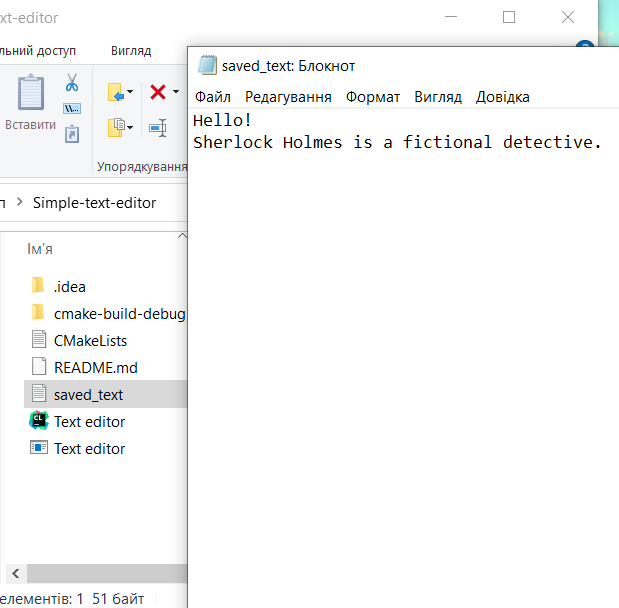 xt-editor
льний доступ
Вигляд
Вставити
Упорядкування
п > Simple-text-editor
Ім'я
.idea
cmake-build-debug
CMakeLists
README.md
saved_text
Text editor
Text editor
елементів: 1 51 байт
saved_text: Блокнот
Файл Редагування Формат Вигляд Довідка
Hello!
Sherlock Holmes is a fictional detective.